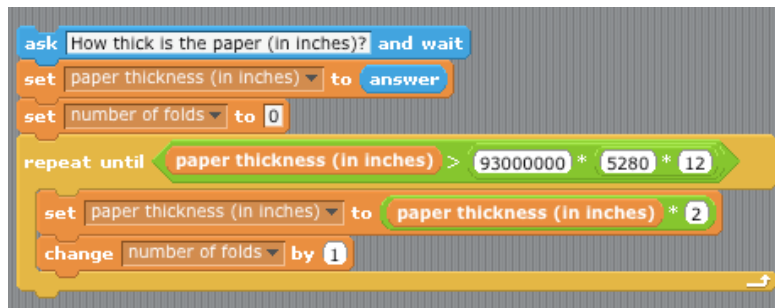 ask How thick is the paper (in inches)? and wait
set paper thickness (in inches) to answer
set number of folds to 0
repeat until paper thickness (in inches) > 93000000 * 5280 * 12
set paper thickness (in inches) to paper thickness (in inches) * 2
change number of folds by 1